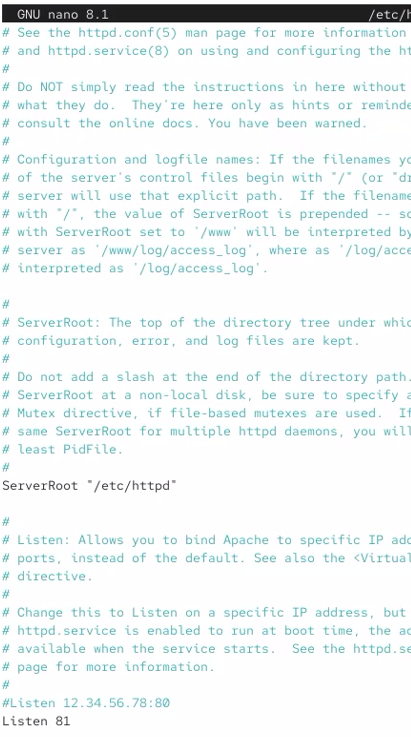 GNU nano 8.1 /etc/h
# See the httpd.conf(5) man page for more information
# and httpd.service(8) on using and configuring the ht
#
# Do NOT simply read the instructions in here without
# what they do.  They're here only as hints or reminde
# consult the online docs. You have been warned.
#
# Configuration and logfile names: If the filenames yo
# of the server's control files begin with "/" (or "dr
# server will use that explicit path.  If the filename
# with "/", the value of ServerRoot is prepended -- so
# with ServerRoot set to '/www' will be interpreted by
# server as '/www/log/access_log', where as '/log/acce
# interpreted as '/log/access_log'.

#
# ServerRoot: The top of the directory tree under whic
# configuration, error, and log files are kept.
#
# Do not add a slash at the end of the directory path.
# ServerRoot at a non-local disk, be sure to specify a
# Mutex directive, if file-based mutexes are used.  If
# same ServerRoot for multiple httpd daemons, you will
# least PidFile.
#
ServerRoot "/etc/httpd"

#
# Listen: Allows you to bind Apache to specific IP add
# ports, instead of the default. See also the <Virtual
# directive.
#
# Change this to Listen on a specific IP address, but
# httpd.service is enabled to run at boot time, the ad
# available when the service starts.  See the httpd.se
# page for more information.
#
#Listen 12.34.56.78:80
Listen 81